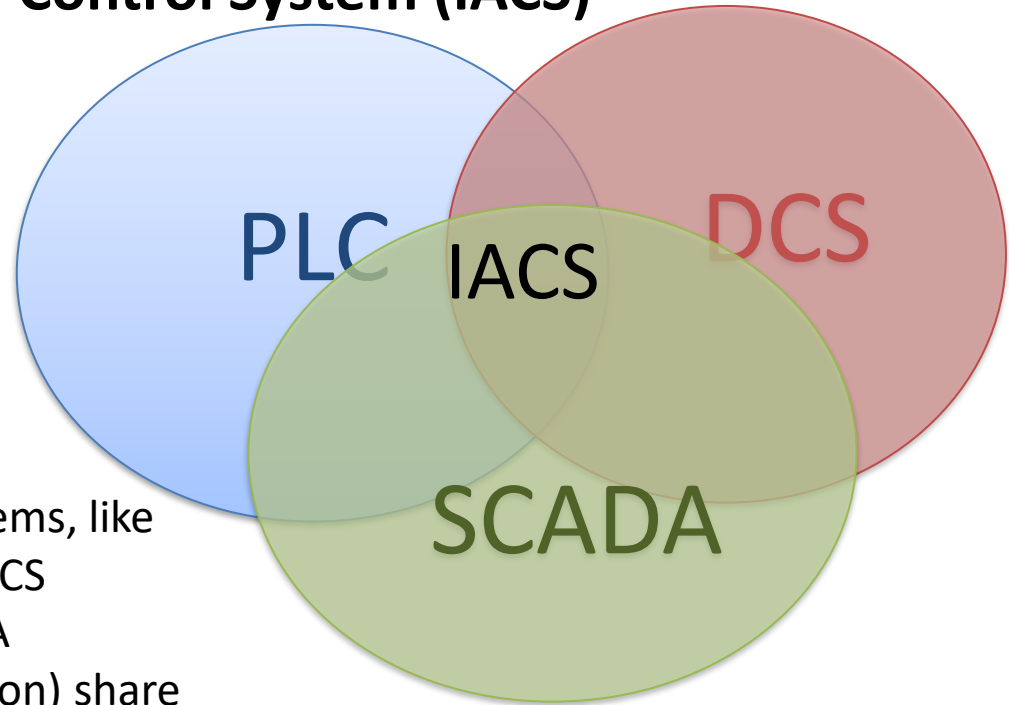 Control System (IACS)
PLC
DCS
IACS
SCADA
ems, like
CS
A
on) share